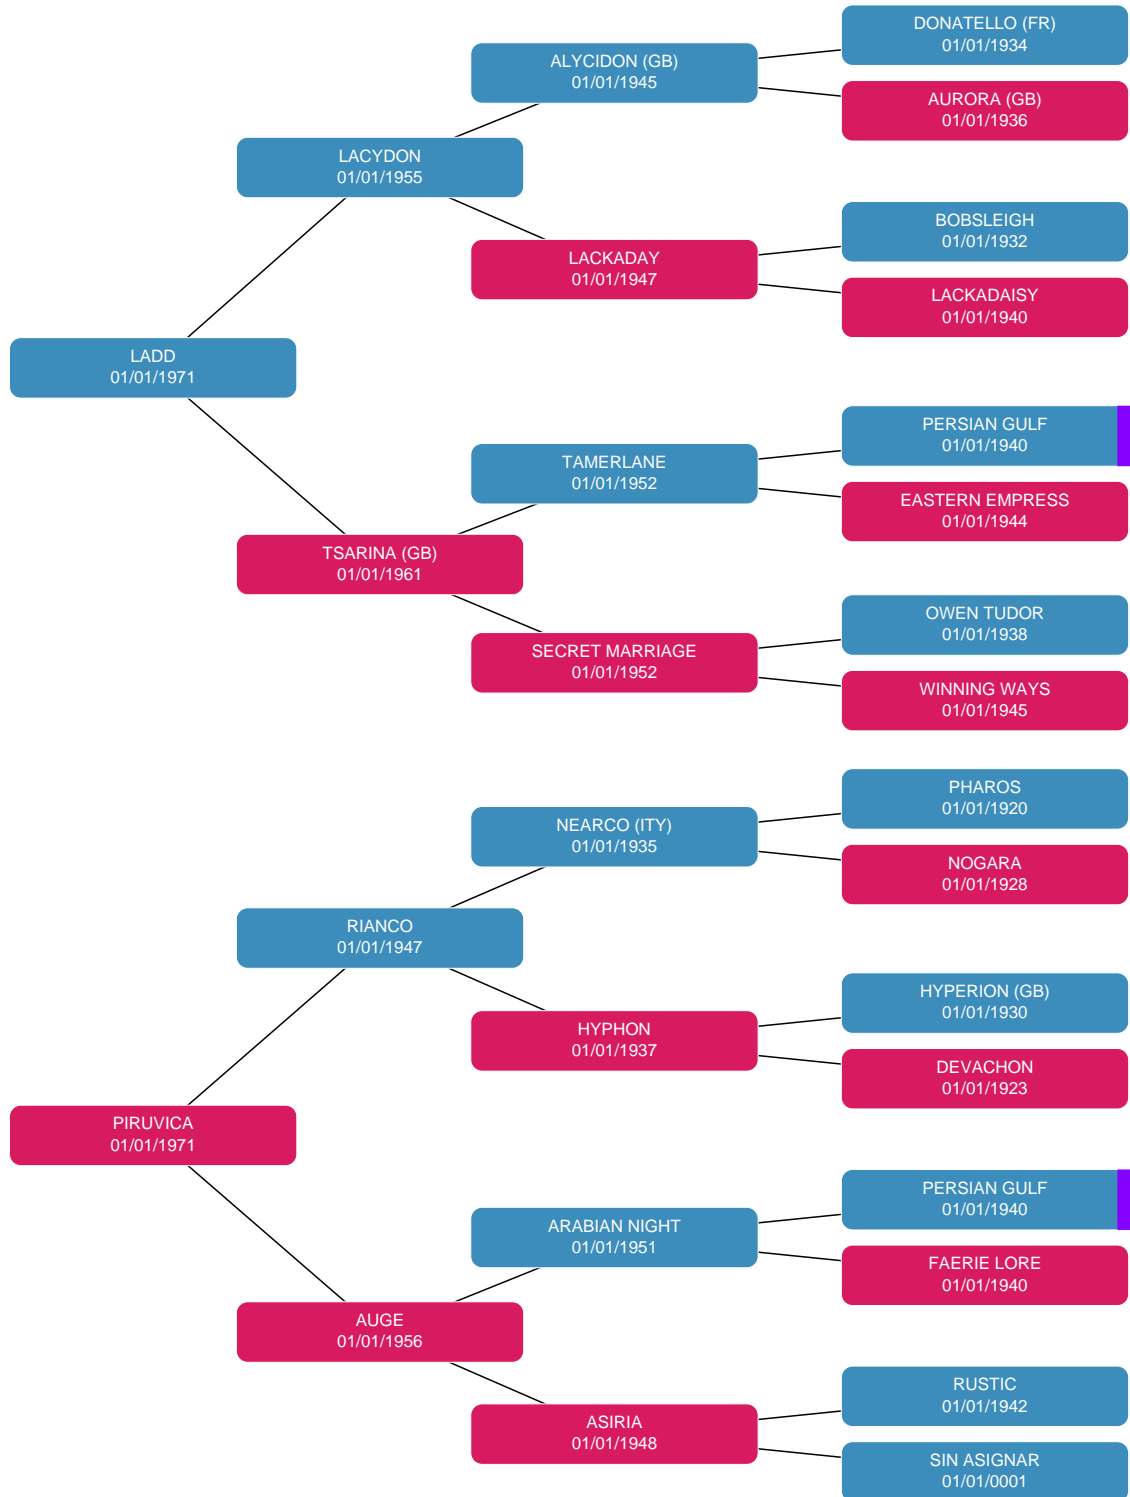 DONATELLO (FR)
01/01/1934
ALYCIDON (GB)
01/01/1945
AURORA (GB)
01/01/1936
LACYDON
01/01/1955
BOBSLEIGH
01/01/1932
LACKADAY
01/01/1947
LACKADAISY
01/01/1940
LADD
01/01/1971
PERSIAN GULF
01/01/1940
TAMERLANE
01/01/1952
EASTERN EMPRESS
01/01/1944
TSARINA (GB)
01/01/1961
OWEN TUDOR
01/01/1938
SECRET MARRIAGE
01/01/1952
WINNING WAYS
01/01/1945
PHAROS
01/01/1920
NEARCO (ITY)
01/01/1935
NOGARA
01/01/1928
RIANCO
01/01/1947
HYPERION (GB)
01/01/1930
HYPHON
01/01/1937
DEVACHON
01/01/1923
PIRUVICA
01/01/1971
PERSIAN GULF
01/01/1940
ARABIAN NIGHT
01/01/1951
FAERIE LORE
01/01/1940
AUGE
01/01/1956
RUSTIC
01/01/1942
ASIRIA
01/01/1948
SIN ASIGNAR
01/01/0001